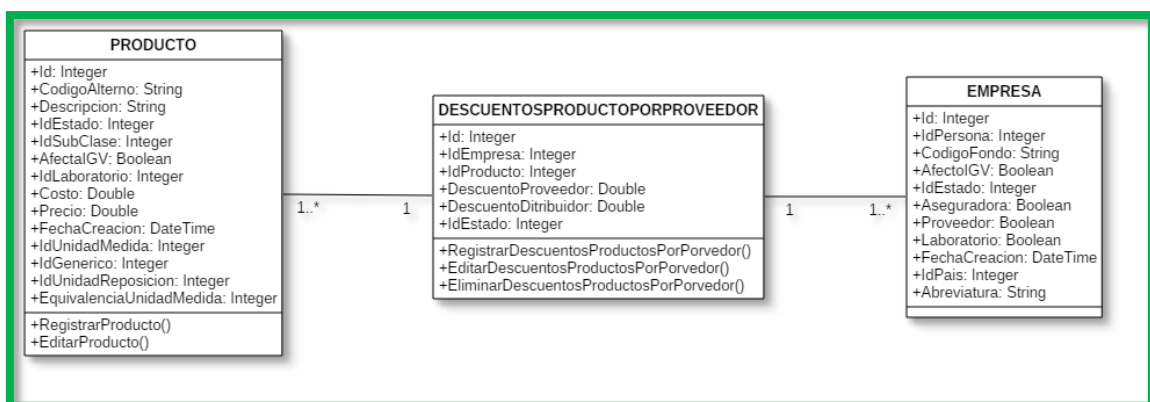 PRODUCTO
+Id: Integer
+CodigoAlterno: String
+Descripcion: String
+IdEstado: Integer
+IdSubClase: Integer
+AfectaIGV: Boolean
+IdLaboratorio: Integer
+Costo: Double
+Precio: Double
+FechaCreacion: DateTime
+IdUnidadMedida: Integer
+IdGenerico: Integer
+IdUnidadReposicion: Integer
+EquivalenciaUnidadMedida: Integer
+RegistrarProducto()
+EditarProducto()
1..*
1
DESCUENTOSPRODUCTOPORPROVEEDOR
+Id: Integer
+IdEmpresa: Integer
+IdProducto: Integer
+DescuentoProveedor: Double
+DescuentoDitribuidor: Double
+IdEstado: Integer
+RegistrarDescuentosProductosPorPorvedor()
+EditarDescuentosProductosPorPorvedor()
+EliminarDescuentosProductosPorPorvedor()
1
1..*
EMPRESA
+Id: Integer
+IdPersona: Integer
+CodigoFondo: String
+AfectoIGV: Boolean
+IdEstado: Integer
+Aseguradora: Boolean
+Proveedor: Boolean
+Laboratorio: Boolean
+FechaCreacion: DateTime
+IdPais: Integer
+Abreviatura: String